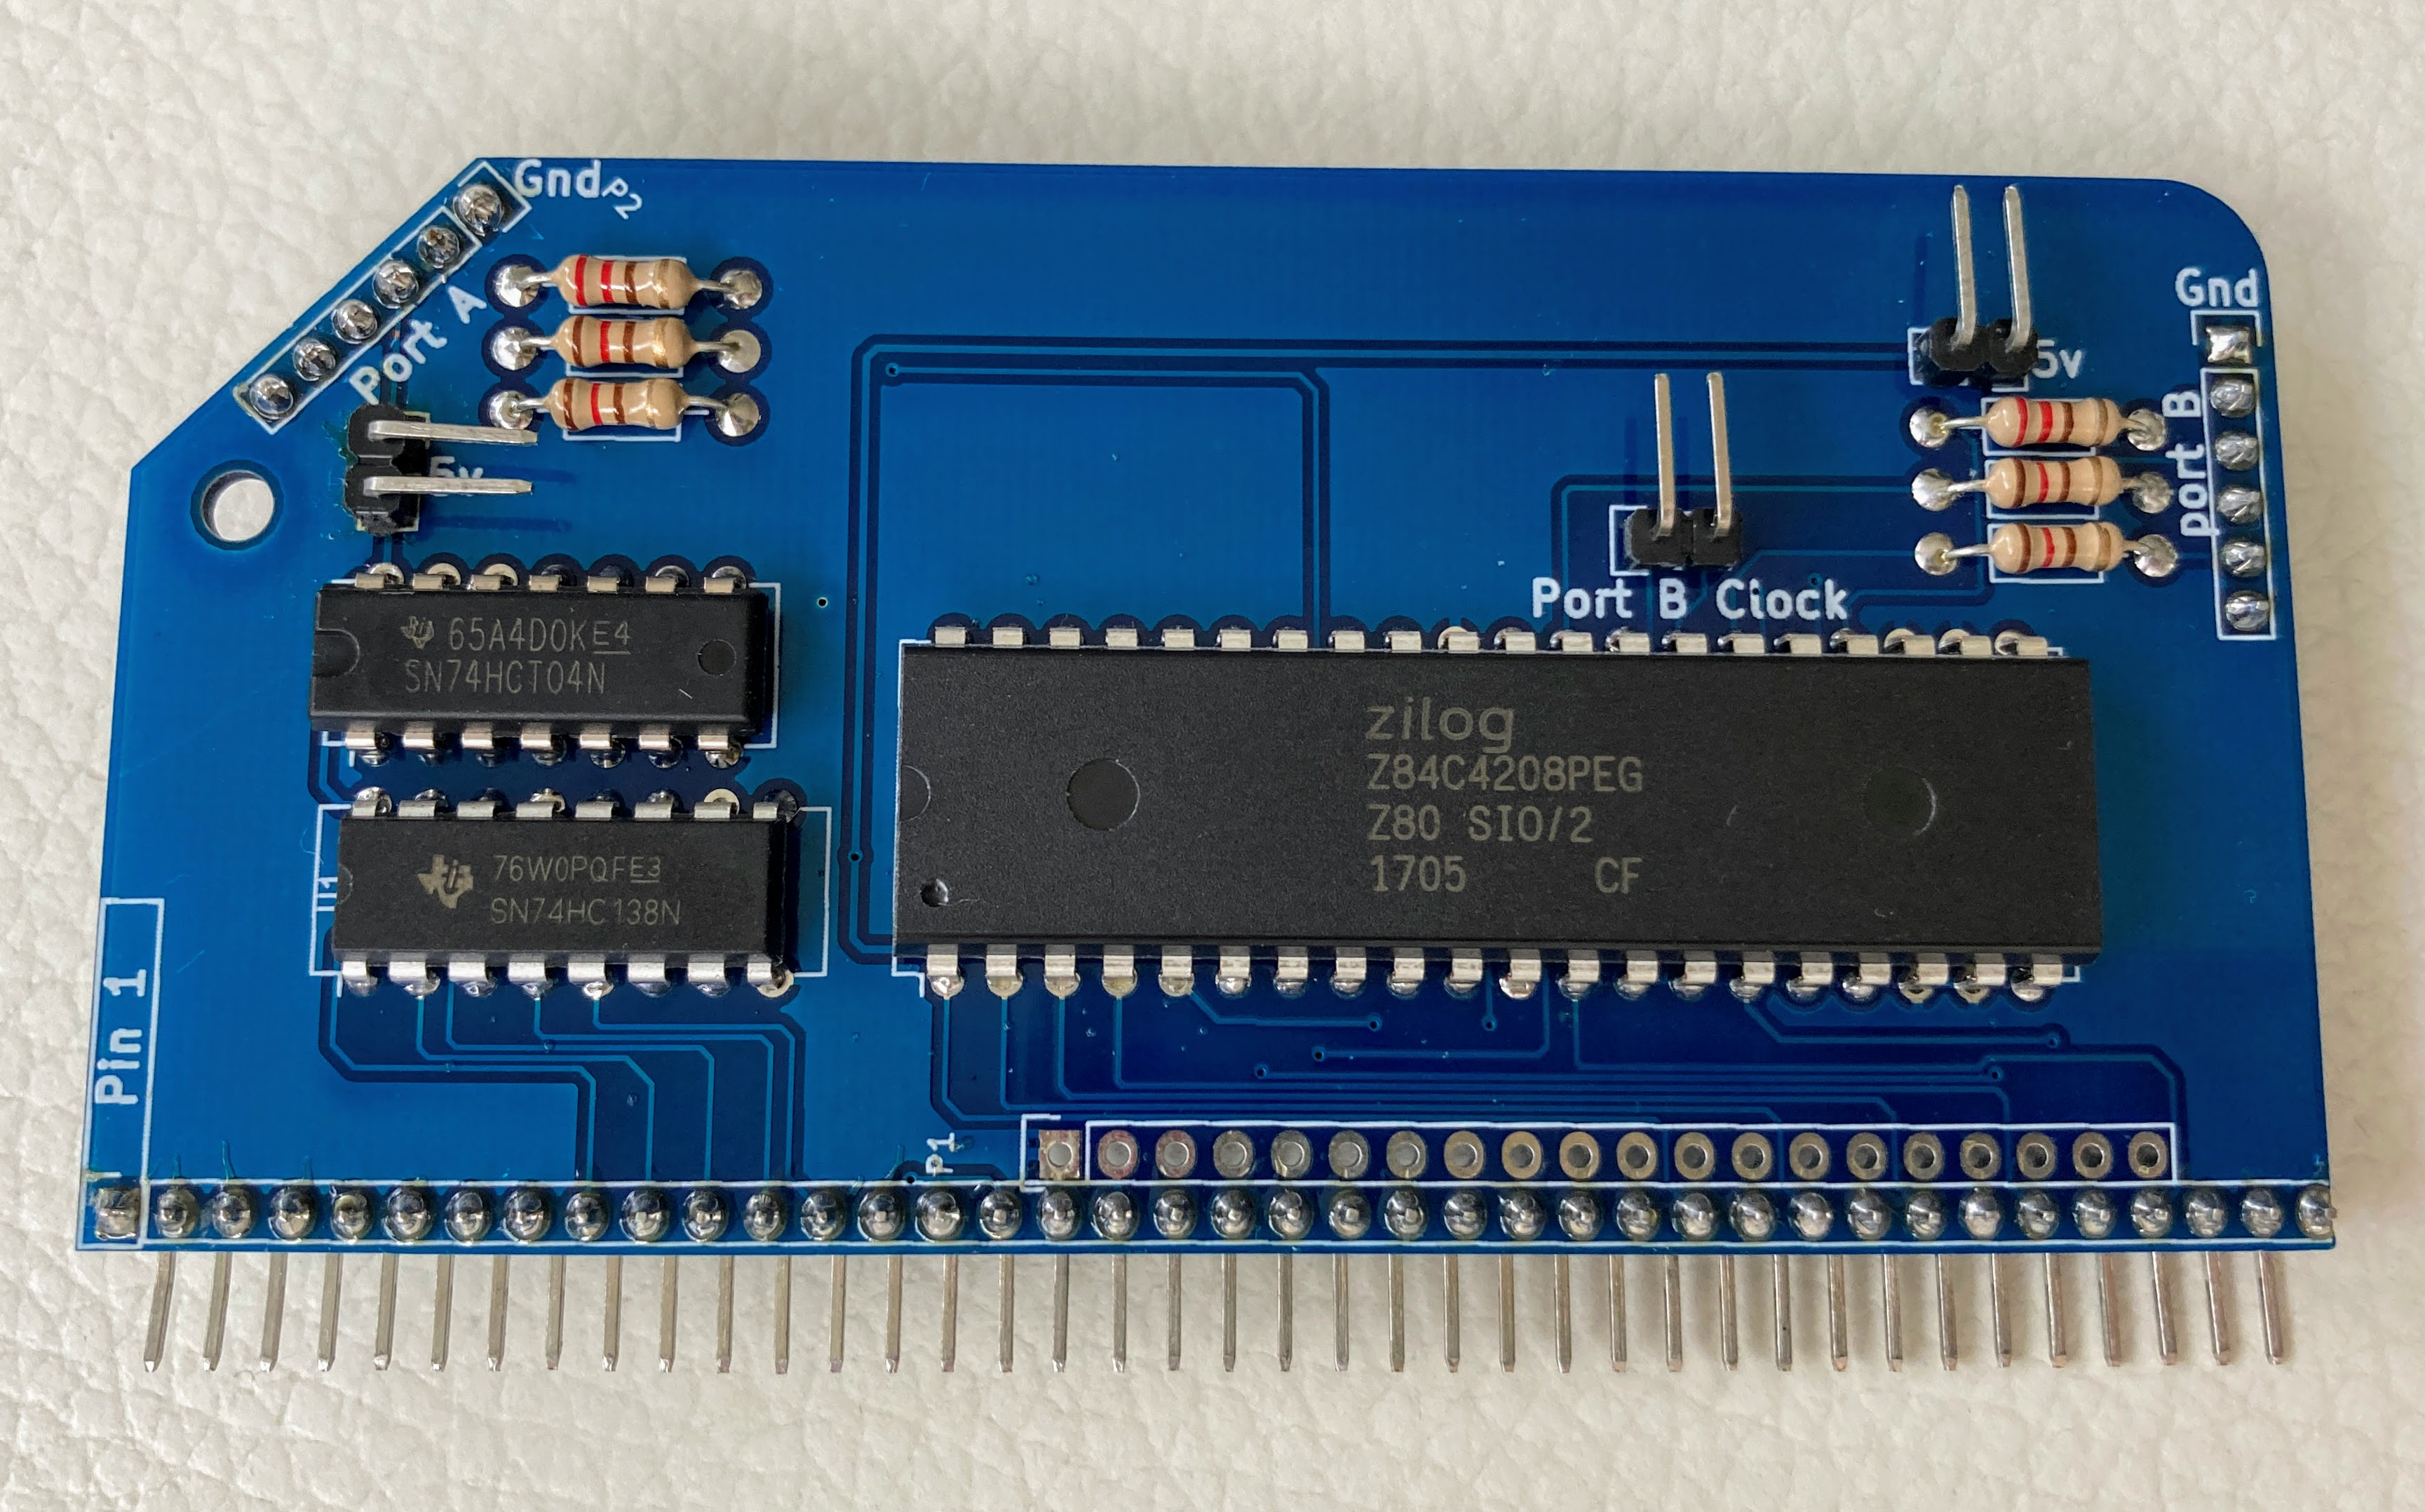 Gnd
P2
Port A
5v
Gnd
5v
port B
Port B Clock
65A4D0KE4
SN74HCT04N
zilog
Z84C4208PEG
Z80 SIO/2
1705 CF
U1
76W0PQFE3
SN74HC138N
Pin 1
P1